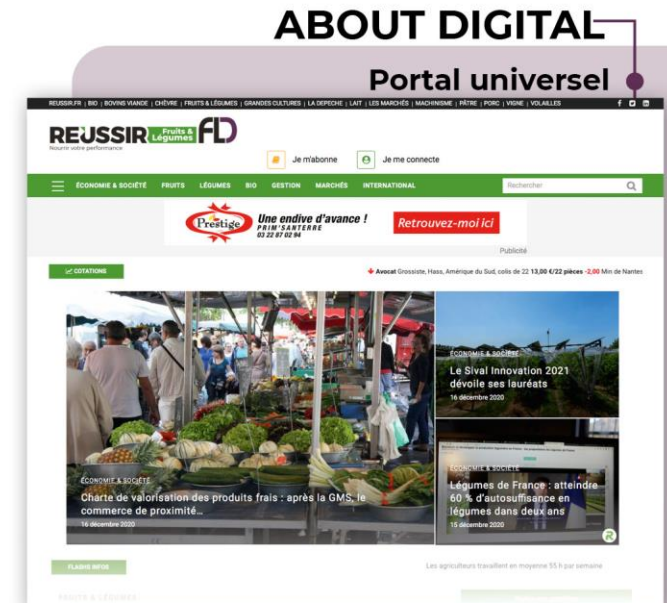 ABOUT DIGITAL
Portal universel
REUSSIR.FR | BIO | BOVINS VIANDE | CHÈVRE | FRUITS & LÉGUMES | GRANDES CULTURES | LA DEPECHE | LAIT | LES MARCHÉS | MACHINISME | PÂTRE | PORC | VIGNE | VOLAILLES
REUSSIR Fruits & Légumes FLD
Nourrir votre performance
Je m'abonne
Je me connecte
ÉCONOMIE & SOCIÉTÉ FRUITS LÉGUMES BIO GESTION MARCHÉS INTERNATIONAL
Rechercher
Prestige
Une endive d'avance !
PRIM'SANTERRE
03 22 87 02 94
Retrouvez-moi ici
Publicité
COTATIONS
Avocat Grossiste, Hass, Amérique du Sud, colis de 22 13,00 €/22 pièces -2,00 Min de Nantes
ÉCONOMIE & SOCIÉTÉ
Charte de valorisation des produits frais : après la GMS, le
commerce de proximité...
16 décembre 2020
ÉCONOMIE & SOCIÉTÉ
Le Sival Innovation 2021
dévoile ses lauréats
16 décembre 2020
ÉCONOMIE & SOCIÉTÉ
Légumes de France : atteindre
60 % d'autosuffisance en
légumes dans deux ans
15 décembre 2020
FLASHS INFOS
Les agriculteurs travaillent en moyenne 55 h par semaine
FRUITS & LÉGUMES